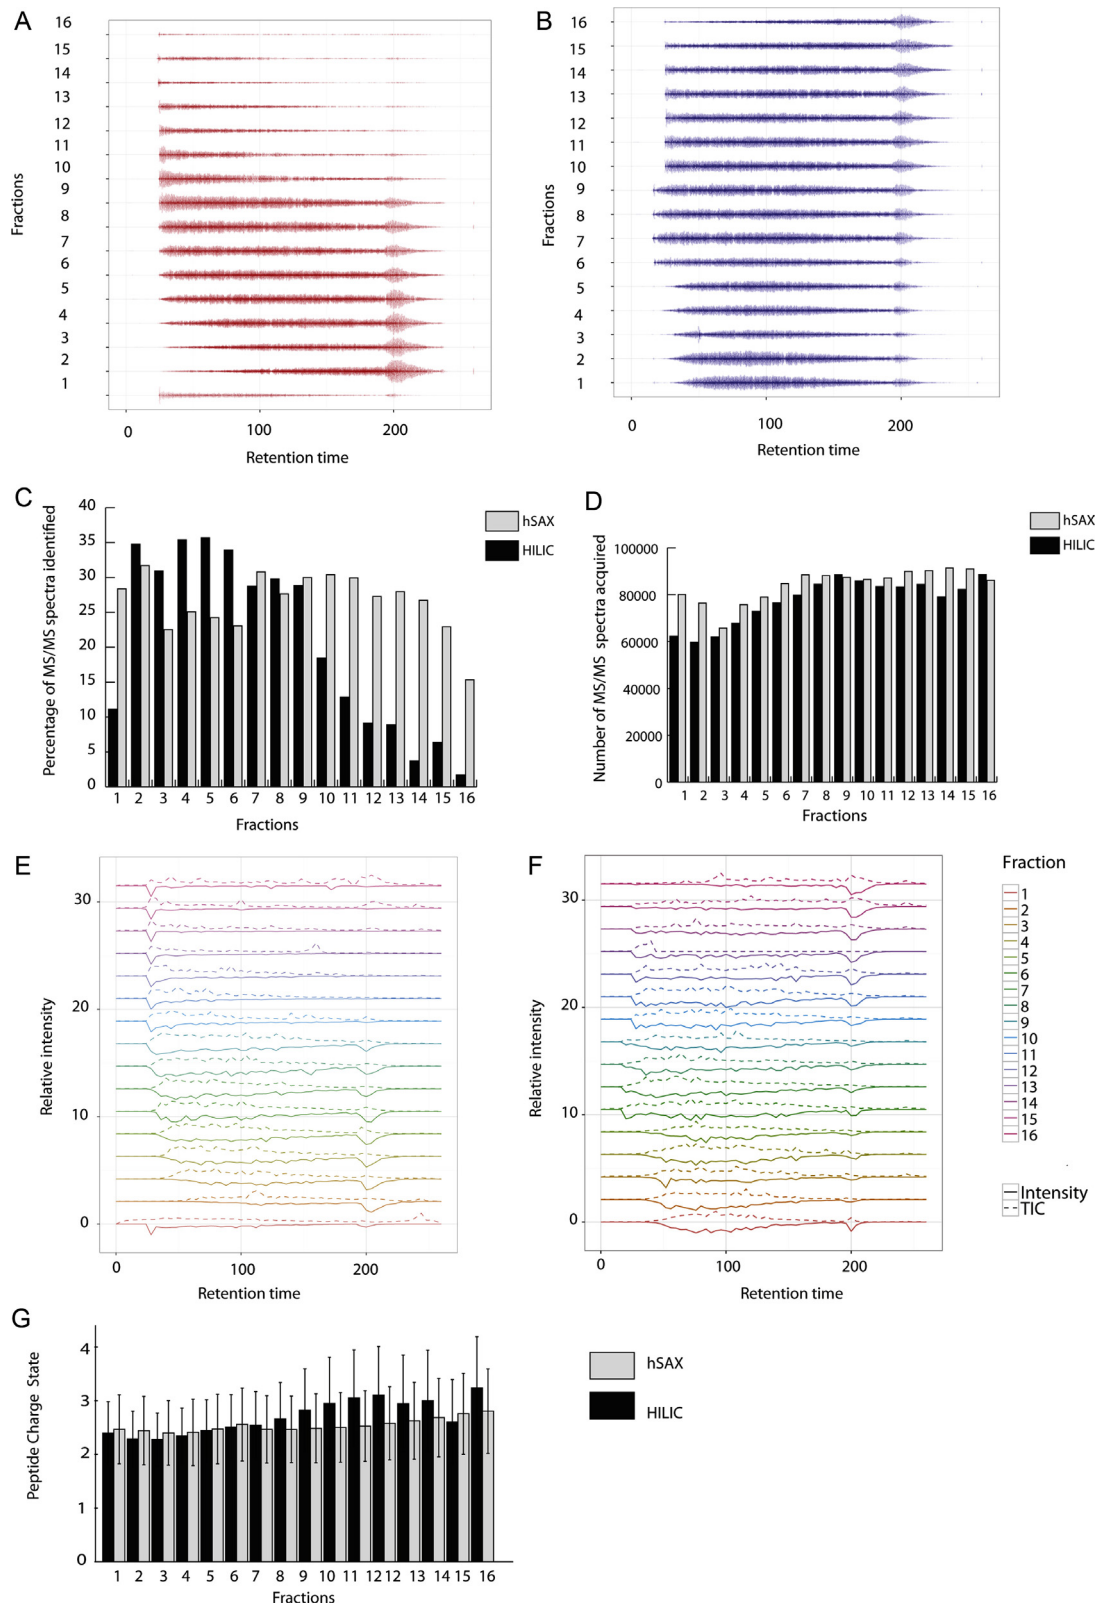 A
16
15
14
13
12
11
10
9
8
7
6
5
4
3
2
1
Fractions
0 100 200
Retention time
B
16
15
14
13
12
11
10
9
8
7
6
5
4
3
2
1
Fractions
0 100 200
Retention time
C
40
35
30
25
20
15
10
5
0
Percentage of MS/MS spectra identified
hSAX
HILIC
1 2 3 4 5 6 7 8 9 10 11 12 13 14 15 16
Fractions
D
100000
80000
60000
40000
20000
0
Number of MS/MS spectra acquired
hSAX
HILIC
1 2 3 4 5 6 7 8 9 10 11 12 13 14 15 16
Fractions
E
30
20
10
0
Relative intensity
0 100 200
Retention time
F
30
20
10
0
Relative intensity
0 100 200
Retention time
Fraction
1
2
3
4
5
6
7
8
9
10
11
12
13
14
15
16
Intensity
TIC
G
4
3
2
1
0
Peptide Charge State
hSAX
HILIC
1 2 3 4 5 6 7 8 9 10 11 12 12 13 14 15 16
Fractions